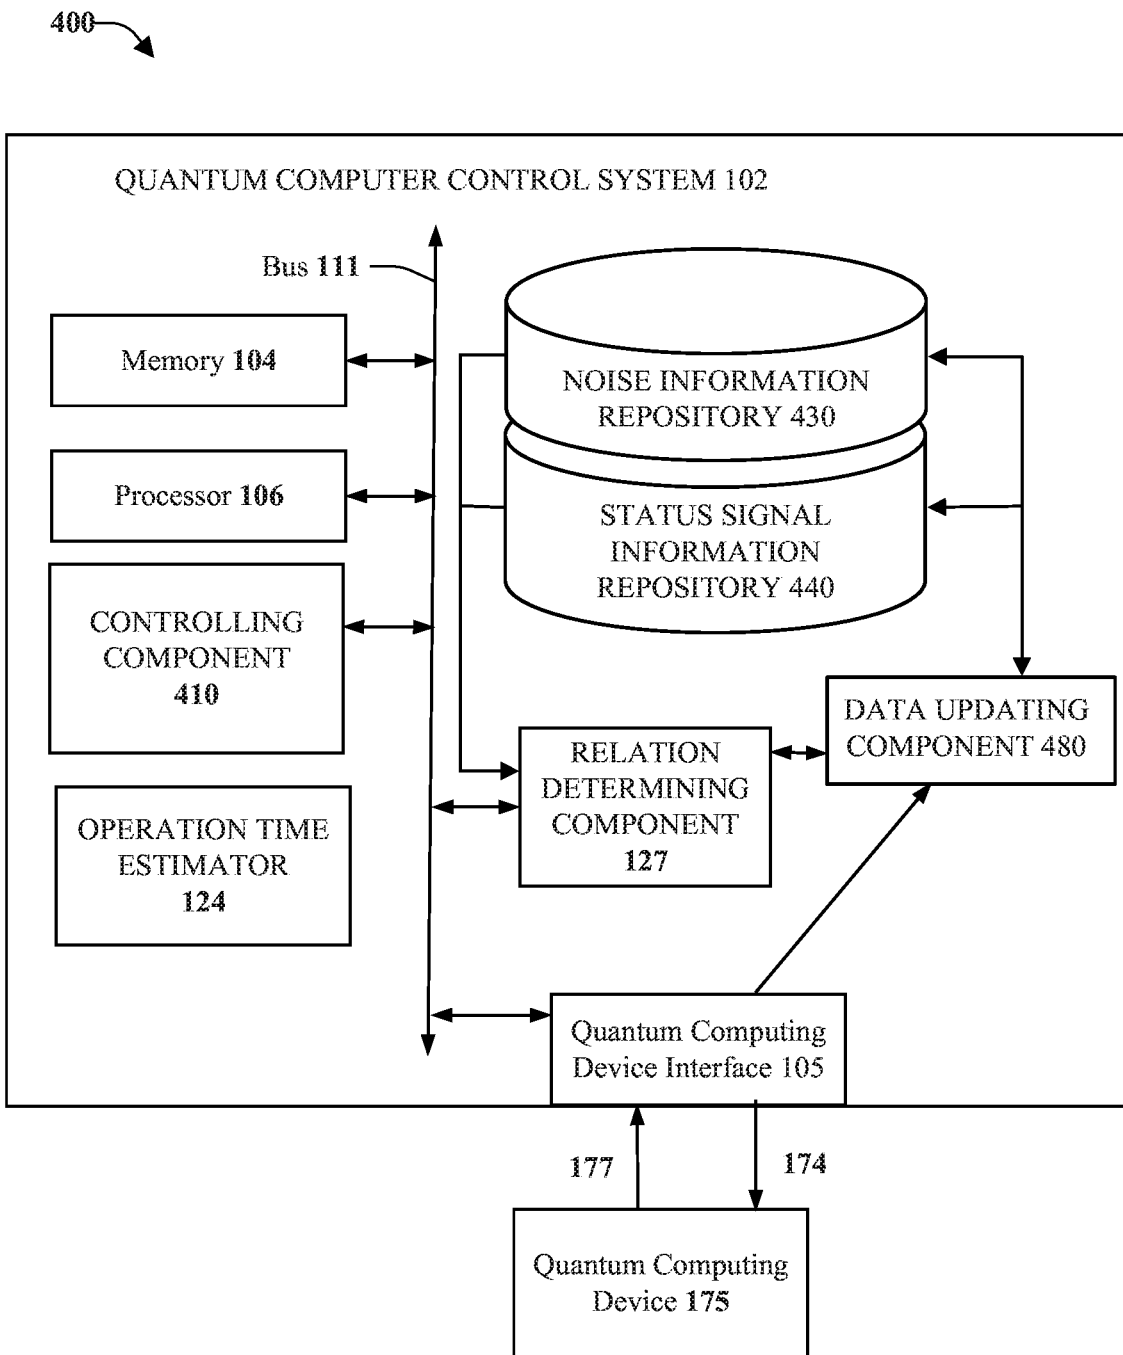 400
QUANTUM COMPUTER CONTROL SYSTEM 102
Bus 111
Memory 104
Processor 106
CONTROLLING
COMPONENT
410
OPERATION TIME
ESTIMATOR
124
NOISE INFORMATION
REPOSITORY 430
STATUS SIGNAL
INFORMATION
REPOSITORY 440
RELATION
DETERMINING
COMPONENT
127
DATA UPDATING
COMPONENT 480
Quantum Computing
Device Interface 105
177
174
Quantum Computing
Device 175